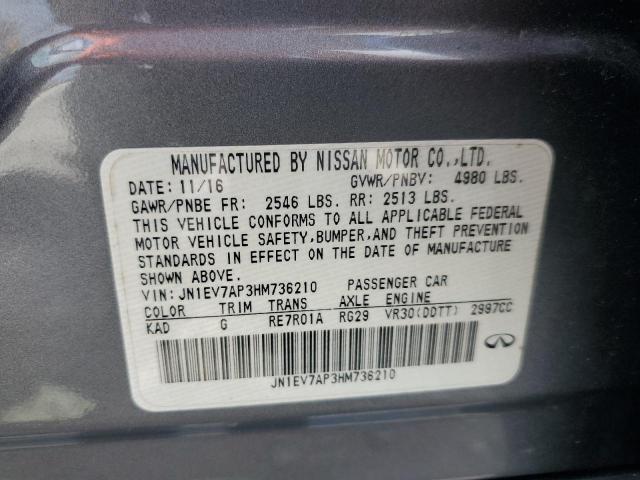 MANUFACTURED BY NISSAN MOTOR CO.,LTD.
DATE: 11/16 GVWR/PNBV: 4980 LBS.
GAWR/PNBE FR: 2546 LBS. RR: 2513 LBS.
THIS VEHICLE CONFORMS TO ALL APPLICABLE FEDERAL
MOTOR VEHICLE SAFETY,BUMPER,AND THEFT PREVENTION
STANDARDS IN EFFECT ON THE DATE OF MANUFACTURE
SHOWN ABOVE.
VIN: JN1EV7AP3HM736210 PASSENGER CAR
COLOR TRIM TRANS AXLE ENGINE
KAD G RE7R01A RG29 VR30(DDTT) 2997CC
JN1EV7AP3HM736210